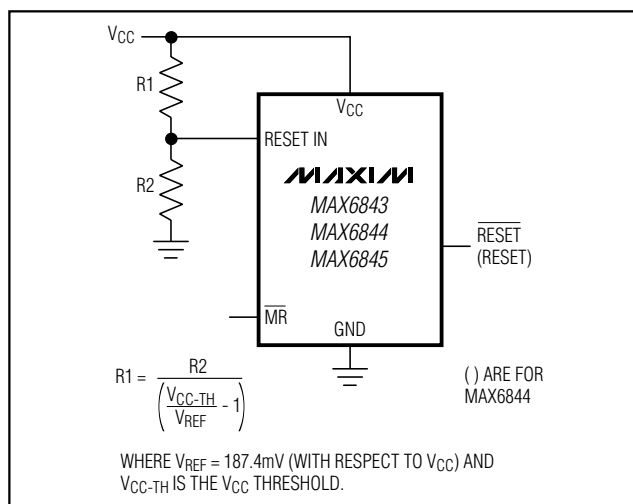 VCC
R1
VCC
RESET IN
R2
MAXIM
MAX6843
MAX6844
MAX6845
RESET
(RESET)
MR
GND
R1 = R2 / (VCC-TH / VREF - 1)
( ) ARE FOR
MAX6844
WHERE VREF = 187.4mV (WITH RESPECT TO VCC) AND
VCC-TH IS THE VCC THRESHOLD.